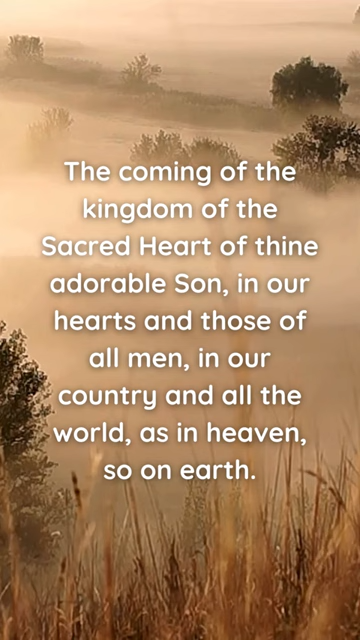 The coming of the
kingdom of the
Sacred Heart of thine
adorable Son, in our
hearts and those of
all men, in our
country and all the
world, as in heaven,
so on earth.